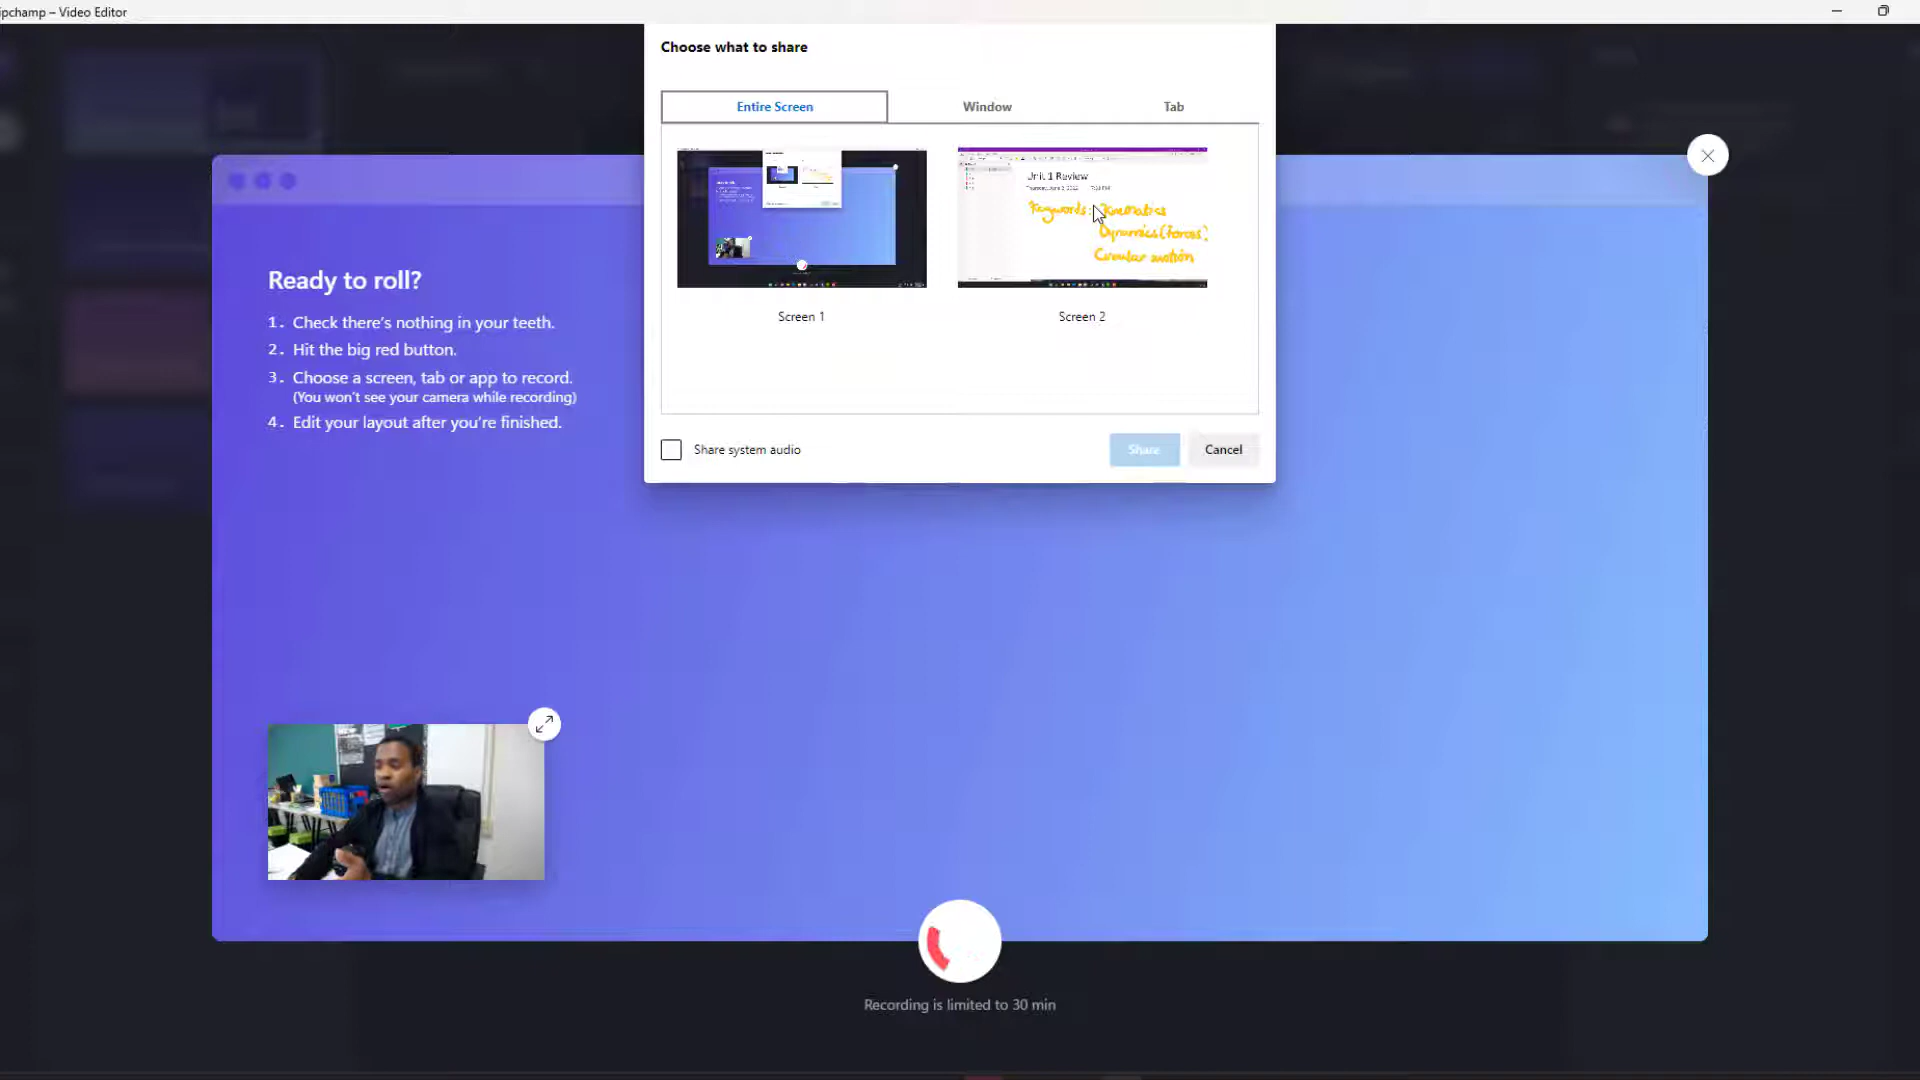 ipchamp – Video Editor
Choose what to share
Entire Screen
Window
Tab
Unit 1 Review
Keywords: Kinematics
Dynamics (forces)
Circular motion
Screen 1
Screen 2
Share system audio
Share
Cancel
Ready to roll?
1. Check there's nothing in your teeth.
2. Hit the big red button.
3. Choose a screen, tab or app to record.
(You won't see your camera while recording)
4. Edit your layout after you're finished.
Recording is limited to 30 min